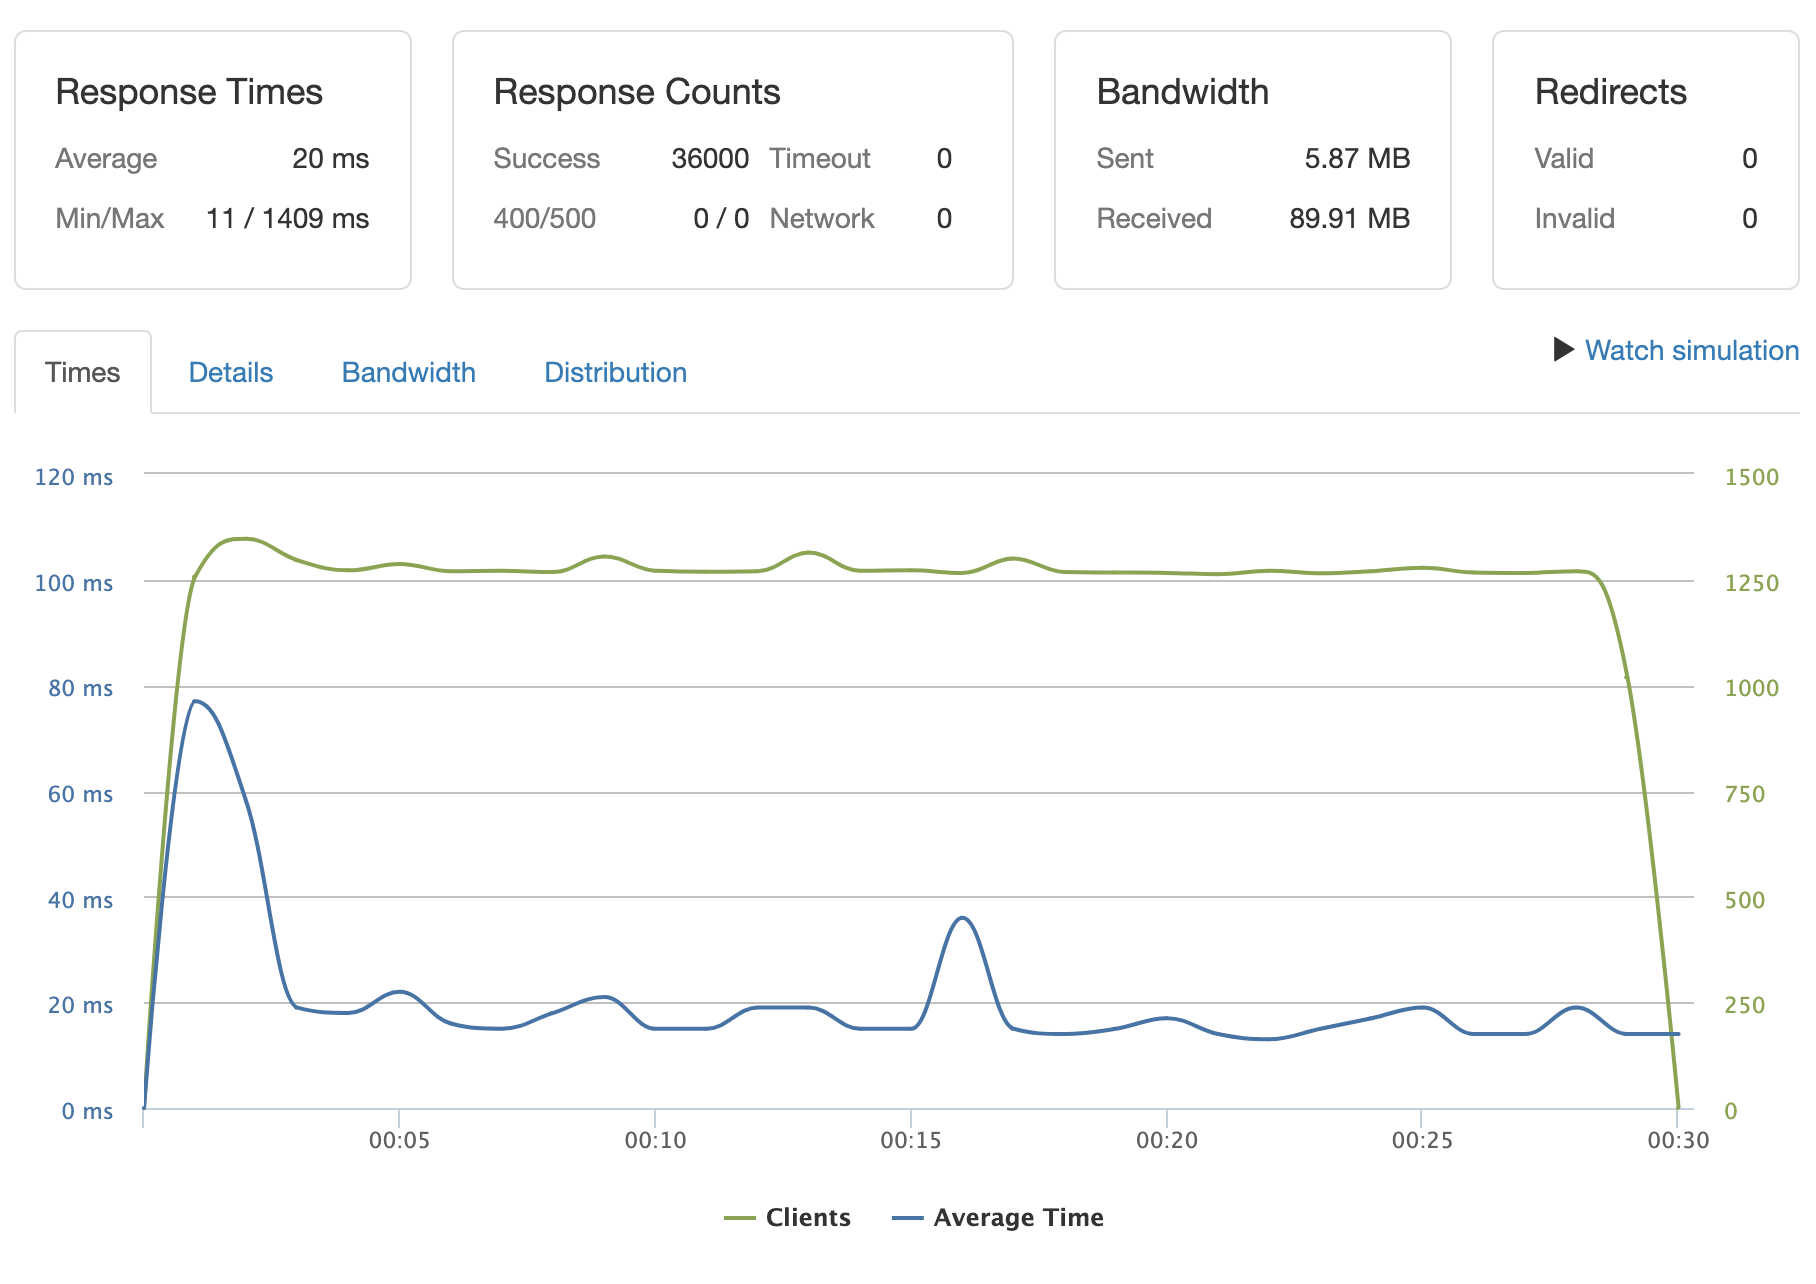 Response Times
Average 20 ms
Min/Max 11 / 1409 ms
Response Counts
Success 36000 Timeout 0
400/500 0 / 0 Network 0
Bandwidth
Sent 5.87 MB
Received 89.91 MB
Redirects
Valid 0
Invalid 0
Times Details Bandwidth Distribution
Watch simulation
120 ms 1500
100 ms 1250
80 ms 1000
60 ms 750
40 ms 500
20 ms 250
0 ms 0
00:05 00:10 00:15 00:20 00:25 00:30
Clients Average Time